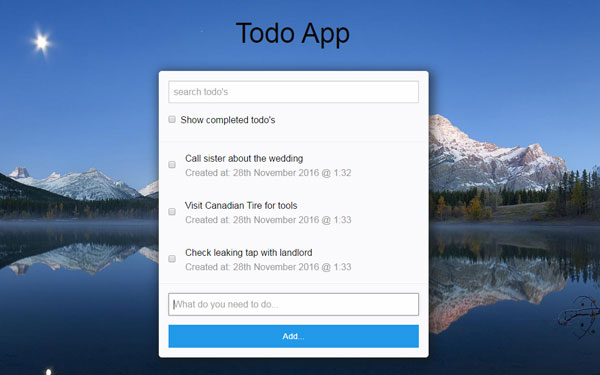 Todo App
search todo's
Show completed todo's
Call sister about the wedding
Created at: 28th November 2016 @ 1:32
Visit Canadian Tire for tools
Created at: 28th November 2016 @ 1:33
Check leaking tap with landlord
Created at: 28th November 2016 @ 1:33
What do you need to do...
Add...